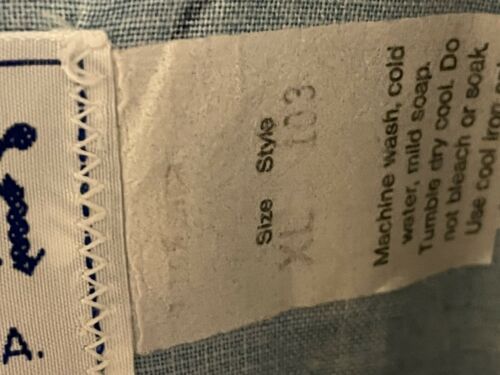 Size Style
XL 103
Machine wash, cold
water, mild soap.
Tumble dry cool. Do
not bleach or soak.
Use cool iron